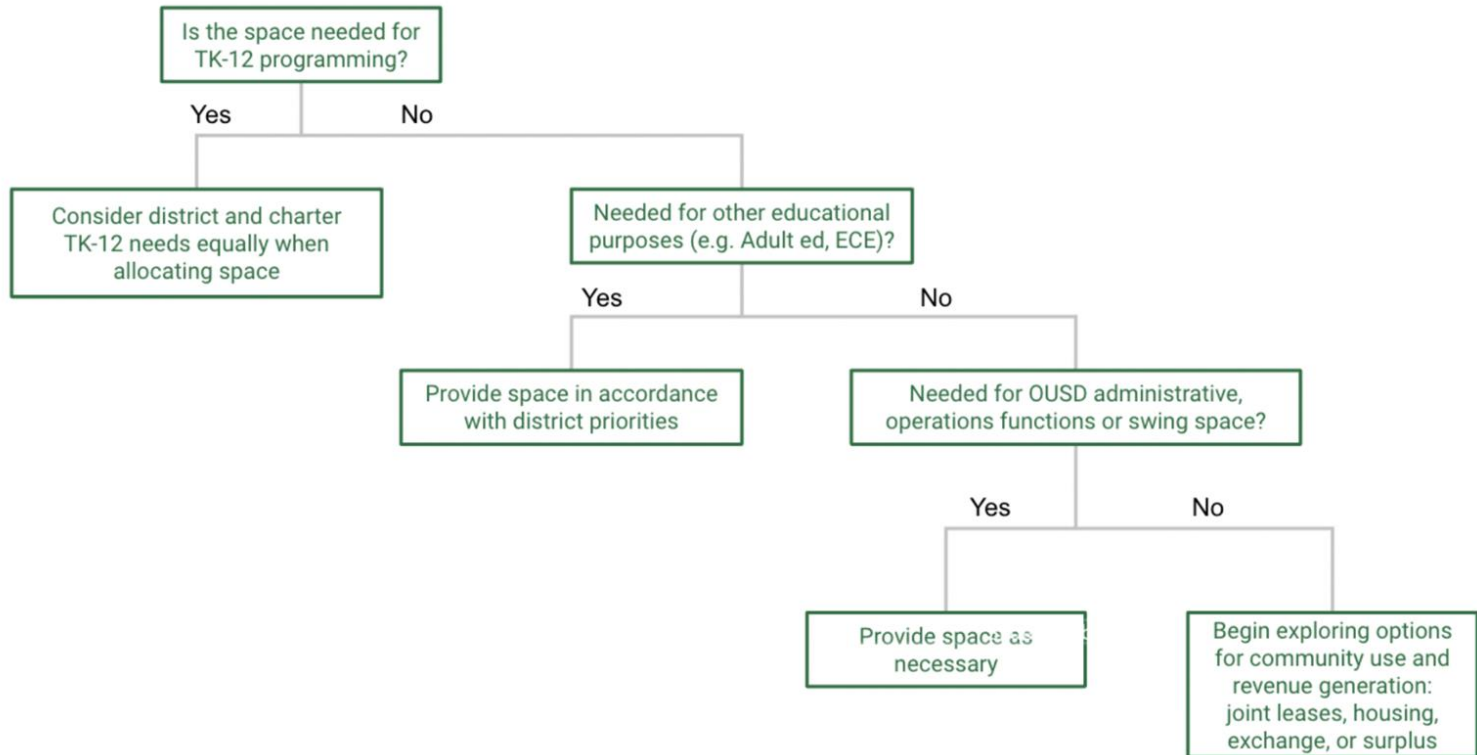 Is the space needed for
TK-12 programming?
Yes
No
Consider district and charter
TK-12 needs equally when
allocating space
Needed for other educational
purposes (e.g. Adult ed, ECE)?
Yes
No
Provide space in accordance
with district priorities
Needed for OUSD administrative,
operations functions or swing space?
Yes
No
Provide space as
necessary
Begin exploring options
for community use and
revenue generation:
joint leases, housing,
exchange, or surplus